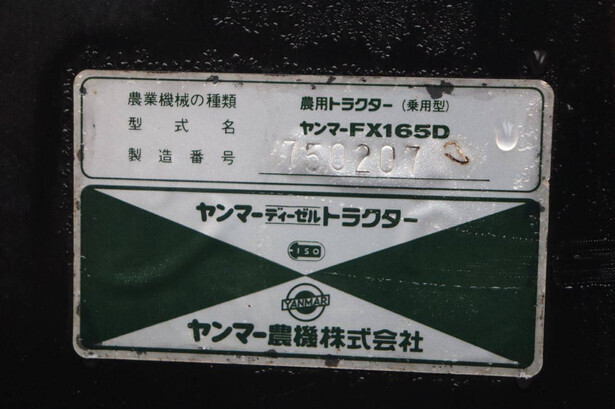 農業機械の種類 農用トラクター（乗用型）
型式名 ヤンマーFX165D
製造番号 750207
ヤンマーディーゼルトラクター
ISO
YANMAR
ヤンマー農機株式会社